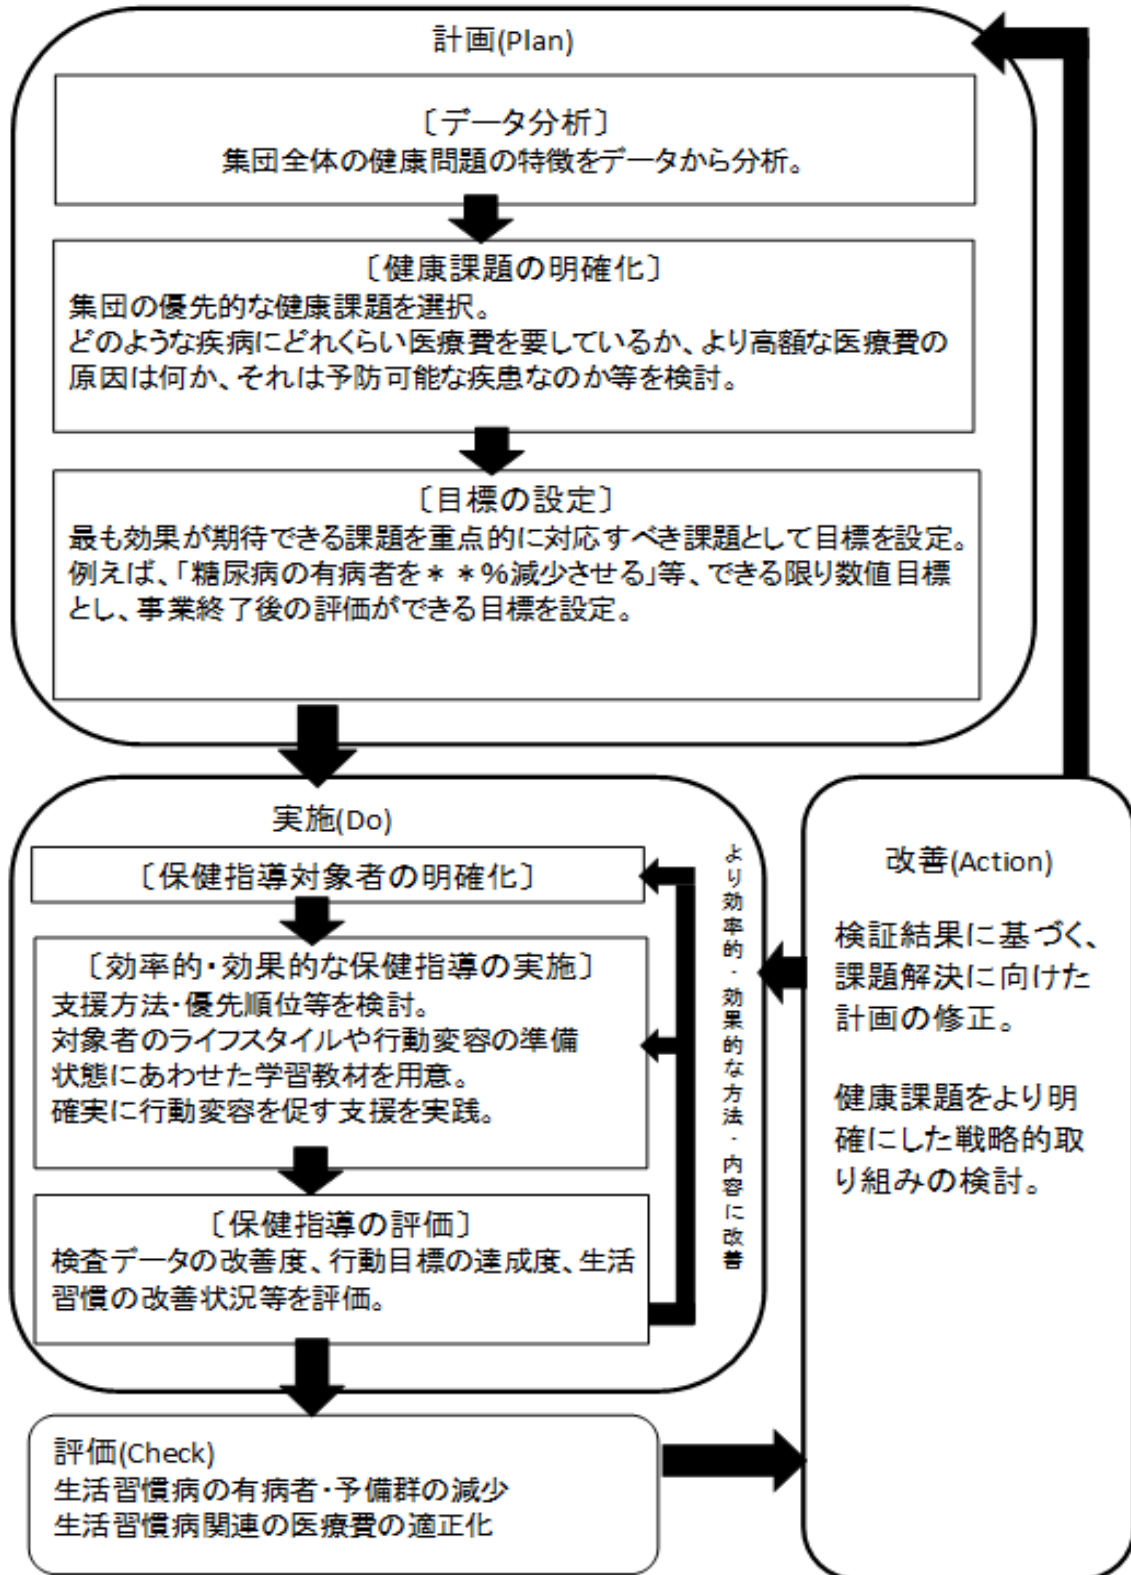 計画(Plan)
〔データ分析〕
集団全体の健康問題の特徴をデータから分析。
〔健康課題の明確化〕
集団の優先的な健康課題を選択。
どのような疾病にどれくらい医療費を要しているか、より高額な医療費の
原因は何か、それは予防可能な疾患なのか等を検討。
〔目標の設定〕
最も効果が期待できる課題を重点的に対応すべき課題として目標を設定。
例えば、「糖尿病の有病者を＊＊%減少させる」等、できる限り数値目標
とし、事業終了後の評価ができる目標を設定。
実施(Do)
〔保健指導対象者の明確化〕
〔効率的・効果的な保健指導の実施〕
支援方法・優先順位等を検討。
対象者のライフスタイルや行動変容の準備
状態にあわせた学習教材を用意。
確実に行動変容を促す支援を実践。
〔保健指導の評価〕
検査データの改善度、行動目標の達成度、生活
習慣の改善状況等を評価。
より効率的・効果的な方法・内容に改善
評価(Check)
生活習慣病の有病者・予備群の減少
生活習慣病関連の医療費の適正化
改善(Action)
検証結果に基づく、
課題解決に向けた
計画の修正。
健康課題をより明
確にした戦略的取
り組みの検討。